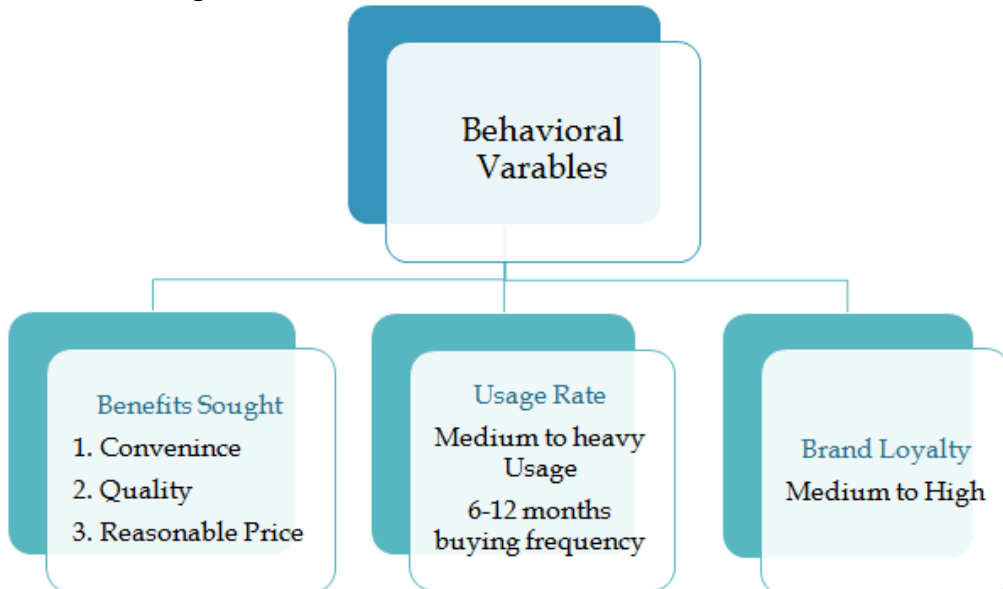 Behavioral
Varables
Benefits Sought
1. Convenince
2. Quality
3. Reasonable Price
Usage Rate
Medium to heavy
Usage
6-12 months
buying frequency
Brand Loyalty
Medium to High